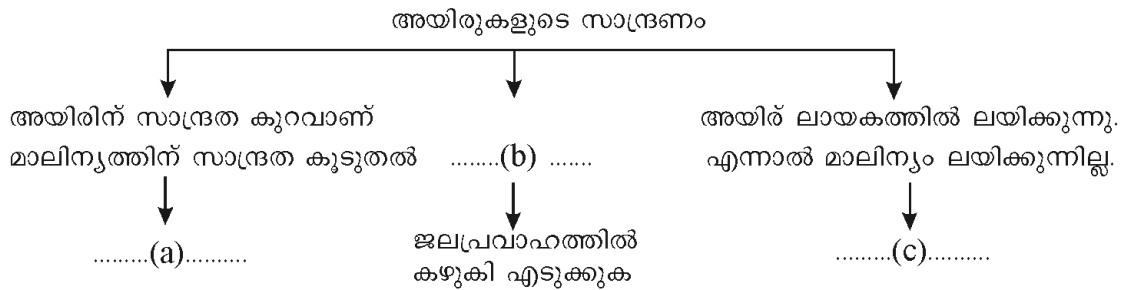 അയിരുകളുടെ സാന്ദ്രണം
അയിരിന് സാന്ദ്രത കുറവാണ്
മാലിന്യത്തിന് സാന്ദ്രത കൂടുതൽ
.........(a)..........
........(b) .......
ജലപ്രവാഹത്തിൽ
കഴുകി എടുക്കുക
അയിര് ലായകത്തിൽ ലയിക്കുന്നു.
എന്നാൽ മാലിന്യം ലയിക്കുന്നില്ല.
.........(c)..........